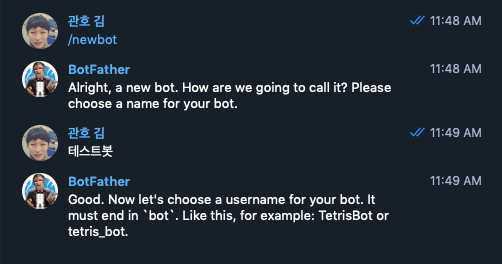 관호 김
11:48 AM
/newbot
BotFather
11:48 AM
Alright, a new bot. How are we going to call it? Please
choose a name for your bot.
관호 김
11:49 AM
테스트봇
BotFather
11:49 AM
Good. Now let's choose a username for your bot. It
must end in `bot`. Like this, for example: TetrisBot or
tetris_bot.